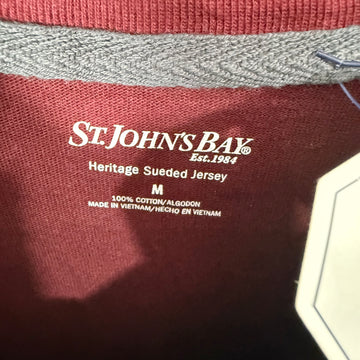 ST. JOHN'S BAY®
Est. 1984
Heritage Sueded Jersey
M
100% COTTON/ALGODON
MADE IN VIETNAM/HECHO EN VIETNAM